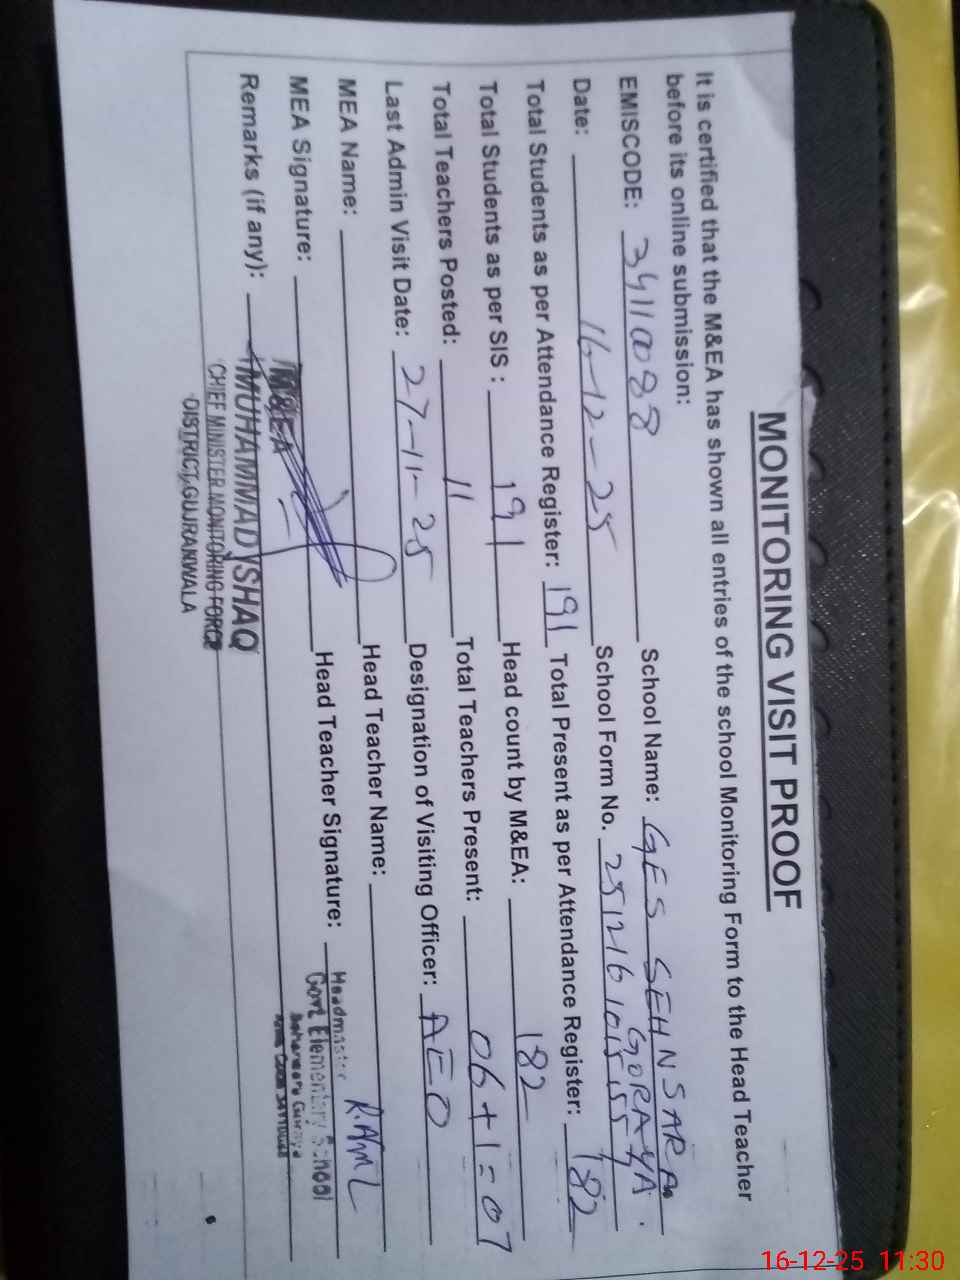 MONITORING VISIT PROOF
It is certified that the M&EA has shown all entries of the school Monitoring Form to the Head Teacher
before its online submission:
EMISCODE: 34110088 School Name: GES SEHNSARA
GORAYA.
Date: 16-12-25 School Form No. 251216101555
Total Students as per Attendance Register: 191 Total Present as per Attendance Register: 182
Total Students as per SIS: 191 Head count by M&EA: 182
Total Teachers Posted: 11 Total Teachers Present: 06+1=07
Last Admin Visit Date: 27-11-25 Designation of Visiting Officer: AEO
MEA Name: Head Teacher Name:
MEA Signature: M&EA Head Teacher Signature: Headmaster
Govt Elementary School
Remarks (if any): MUHAMMAD YSHAQ
CHIEF MINISTER MONITORING FORCE
DISTRICT, GUJRANWALA
16-12-25 11:30